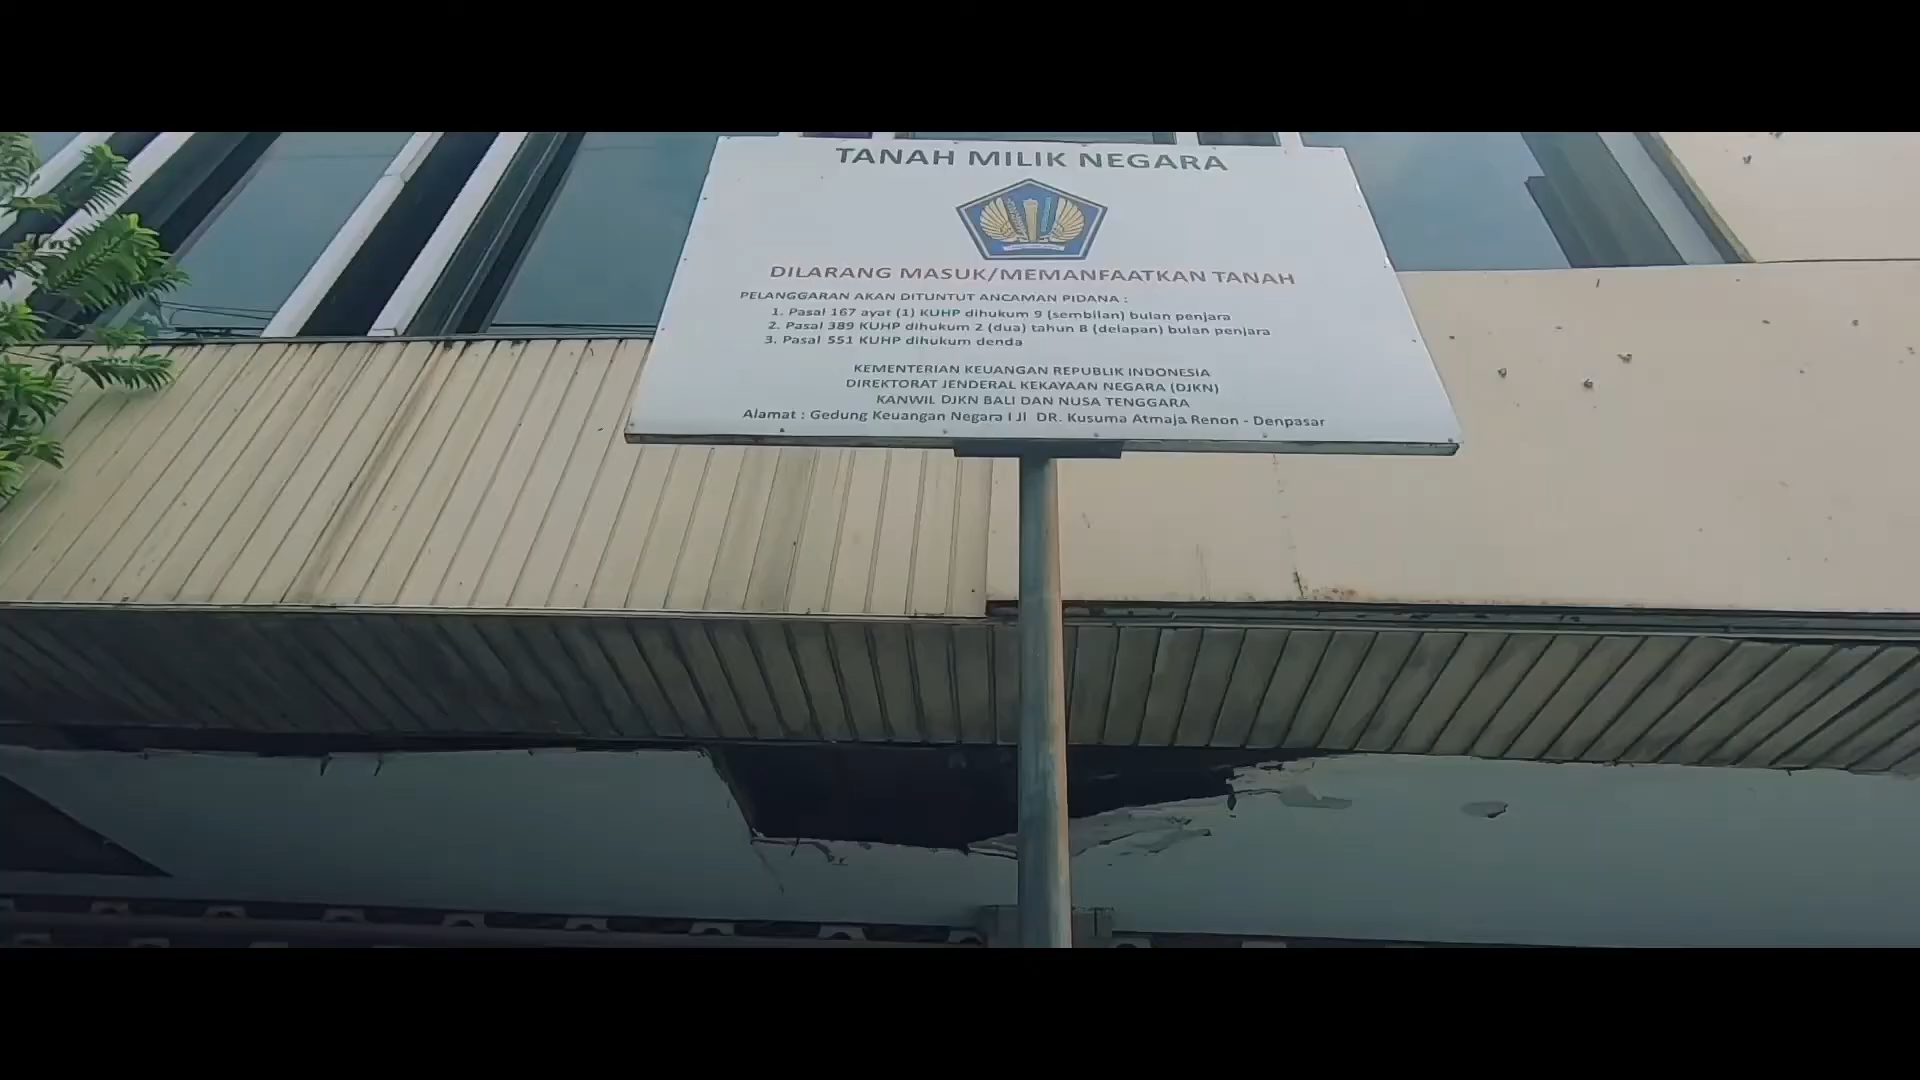 TANAH MILIK NEGARA
DILARANG MASUK/MEMANFAATKAN TANAH
PELANGGARAN AKAN DITUNTUT ANCAMAN PIDANA :
1. Pasal 167 ayat (1) KUHP dihukum 9 (sembilan) bulan penjara
2. Pasal 389 KUHP dihukum 2 (dua) tahun 8 (delapan) bulan penjara
3. Pasal 551 KUHP dihukum denda
KEMENTERIAN KEUANGAN REPUBLIK INDONESIA
DIREKTORAT JENDERAL KEKAYAAN NEGARA (DJKN)
KANWIL DJKN BALI DAN NUSA TENGGARA
Alamat : Gedung Keuangan Negara I Jl DR. Kusuma Atmaja Renon - Denpasar